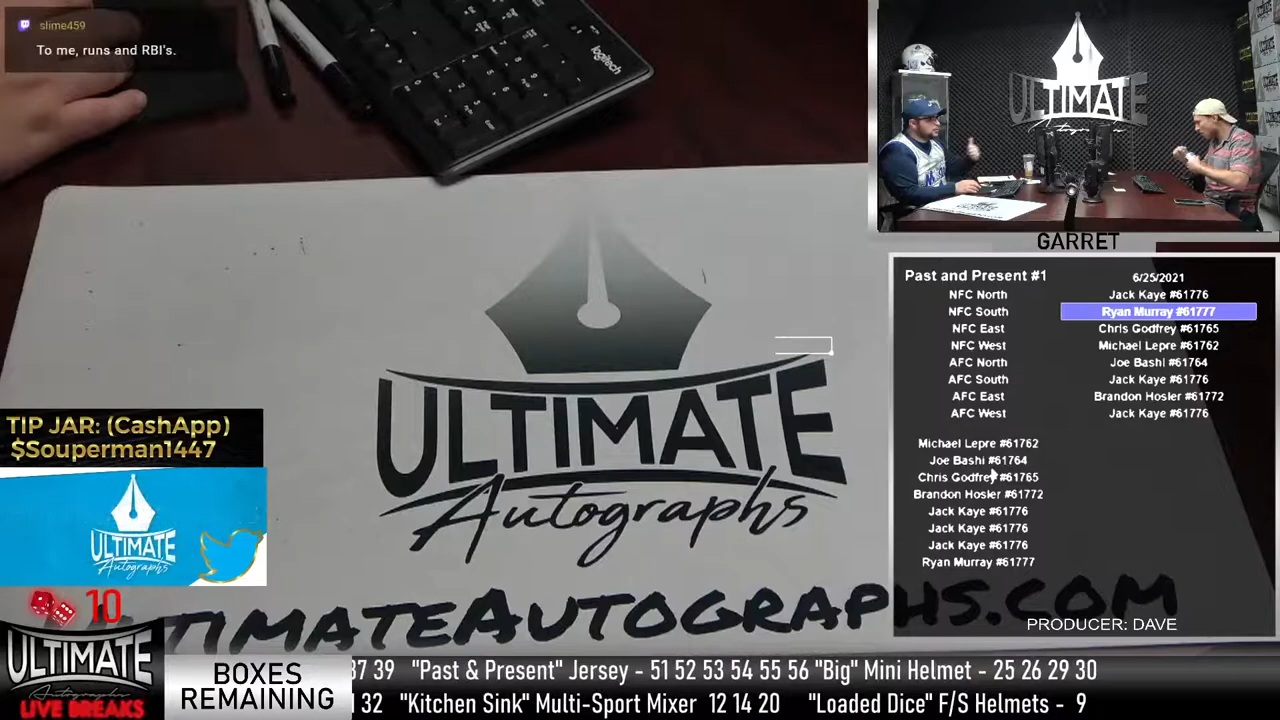 slime459
To me, runs and RBI's.
logitech
ULTIMATE
Autographs
GARRET
Past and Present #1 6/25/2021
NFC North Jack Kaye #61776
NFC South Ryan Murray #61777
NFC East Chris Godfrey #61765
NFC West Michael Lepre #61762
AFC North Joe Bashl #61764
AFC South Jack Kaye #61776
AFC East Brandon Hosler #61772
AFC West Jack Kaye #61776
Michael Lepre #61762
Joe Bashi #61764
Chris Godfrey #61765
Brandon Hosler #61772
Jack Kaye #61776
Jack Kaye #61776
Jack Kaye #61776
Ryan Murray #61777
PRODUCER: DAVE
ULTIMATE
Autographs
TIP JAR: (CashApp)
$Souperman1447
ULTIMATE
Autographs
10
ULTIMATEAUTOGRAPHS.COM
ULTIMATE
Autographs
LIVE BREAKS
BOXES
REMAINING
37 39 "Past & Present" Jersey - 51 52 53 54 55 56 "Big" Mini Helmet - 25 26 29 30
32 "Kitchen Sink" Multi-Sport Mixer 12 14 20 "Loaded Dice" F/S Helmets - 9